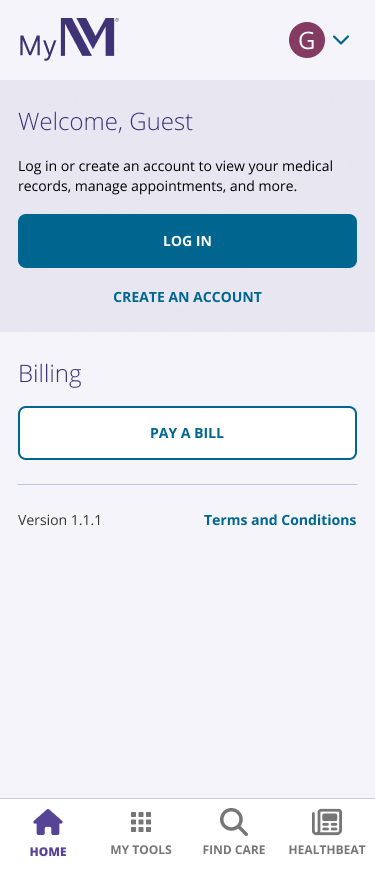 My NM
G
Welcome, Guest
Log in or create an account to view your medical
records, manage appointments, and more.
LOG IN
CREATE AN ACCOUNT
Billing
PAY A BILL
Version 1.1.1
Terms and Conditions
HOME
MY TOOLS
FIND CARE
HEALTHBEAT